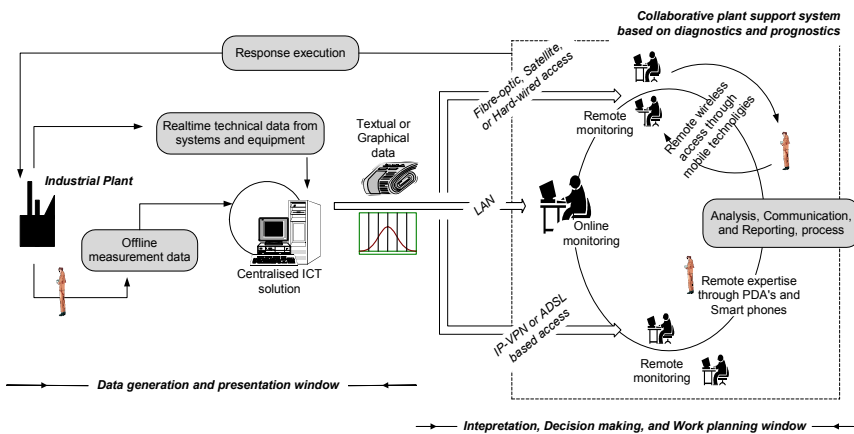 Collaborative plant support system
based on diagnostics and prognostics
Response execution
Fibre-optic, Satellite,
or Hard-wired access
Realtime technical data from
systems and equipment
Textual or
Graphical
data
Remote
monitoring
Remote wireless
access through
mobile technoligies
Industrial Plant
LAN
Online
monitoring
Analysis, Communication,
and Reporting, process
Offline
measurement data
Centralised ICT
solution
Remote expertise
through PDA's and
Smart phones
IP-VPN or ADSL
based access
Remote
monitoring
Data generation and presentation window
Intepretation, Decision making, and Work planning window